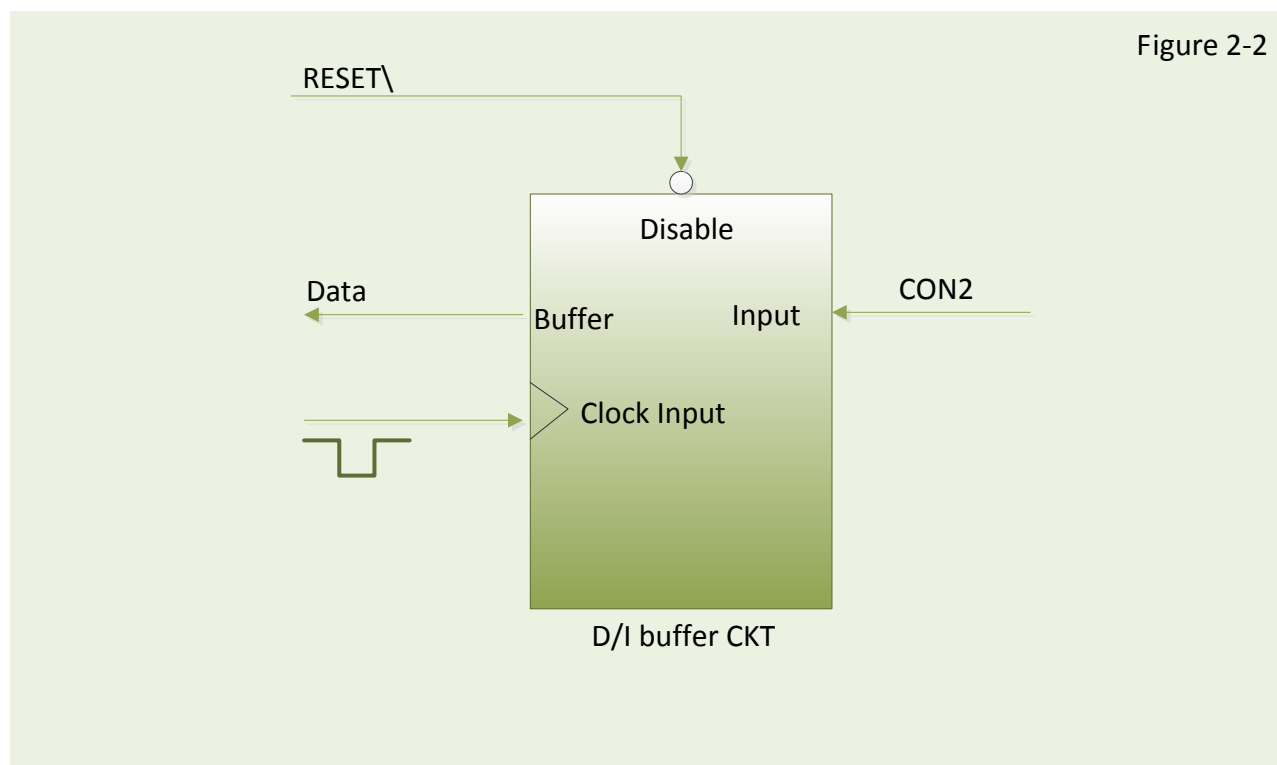 Figure 2-2
RESET\
Disable
Data
CON2
Buffer
Input
Clock Input
D/I buffer CKT